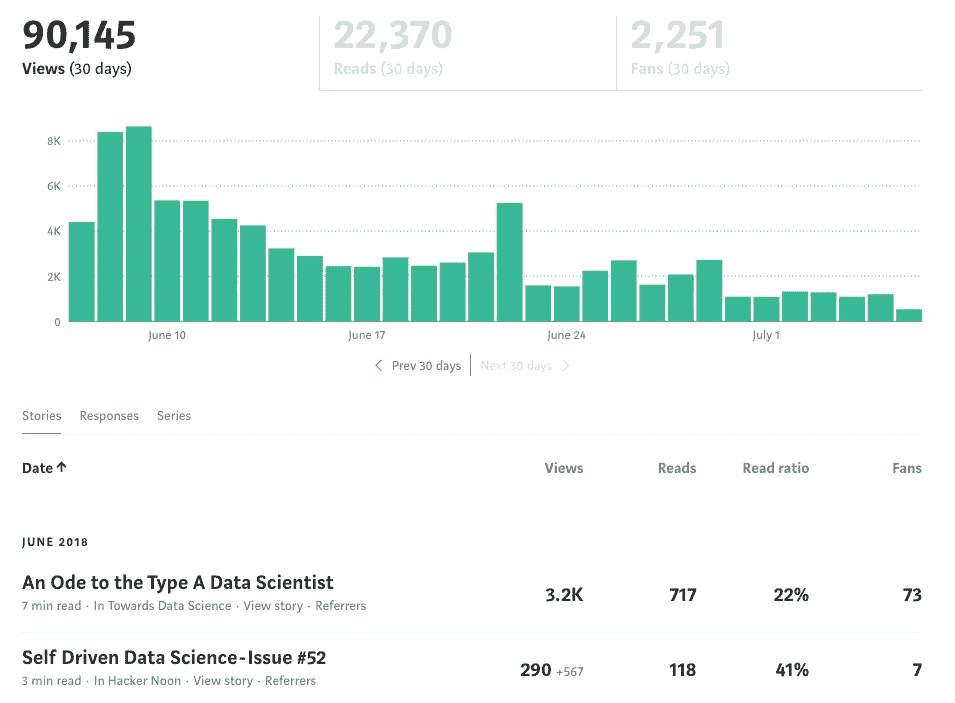 90,145 22,370 2,251
Views (30 days) Reads (30 days) Fans (30 days)
8K
6K
4K
2K
0
June 10 June 17 June 24 July 1
Prev 30 days Next 30 days
Stories Responses Series
Date ↑ Views Reads Read ratio Fans
JUNE 2018
An Ode to the Type A Data Scientist
3.2K 717 22% 73
7 min read · In Towards Data Science · View story · Referrers
Self Driven Data Science-Issue #52
290 +567 118 41% 7
3 min read · In Hacker Noon · View story · Referrers